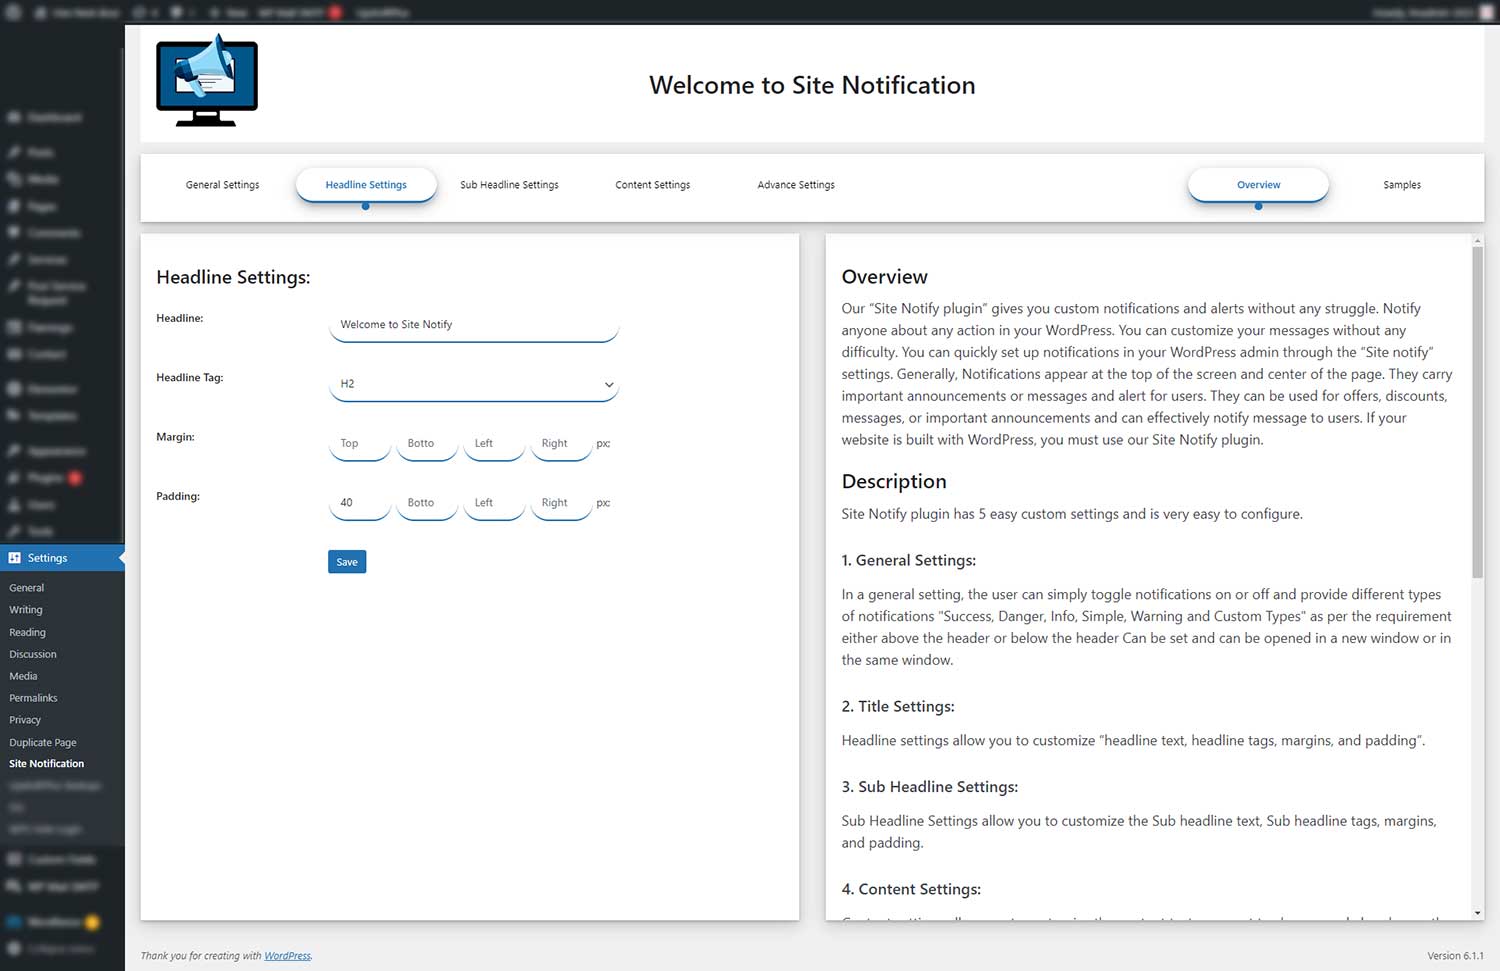 Welcome to Site Notification
General Settings
Headline Settings
Sub Headline Settings
Content Settings
Advance Settings
Overview
Samples
Settings
General
Writing
Reading
Discussion
Media
Permalinks
Privacy
Duplicate Page
Site Notification
Headline Settings:
Headline: Welcome to Site Notify
Headline Tag: H2
Margin: Top Botto Left Right px:
Padding: 40 Botto Left Right px:
Save
Overview
Our “Site Notify plugin” gives you custom notifications and alerts without any struggle. Notify
anyone about any action in your WordPress. You can customize your messages without any
difficulty. You can quickly set up notifications in your WordPress admin through the “Site notify”
settings. Generally, Notifications appear at the top of the screen and center of the page. They carry
important announcements or messages and alert for users. They can be used for offers, discounts,
messages, or important announcements and can effectively notify message to users. If your
website is built with WordPress, you must use our Site Notify plugin.
Description
Site Notify plugin has 5 easy custom settings and is very easy to configure.
1. General Settings:
In a general setting, the user can simply toggle notifications on or off and provide different types
of notifications "Success, Danger, Info, Simple, Warning and Custom Types" as per the requirement
either above the header or below the header Can be set and can be opened in a new window or in
the same window.
2. Title Settings:
Headline settings allow you to customize “headline text, headline tags, margins, and padding”.
3. Sub Headline Settings:
Sub Headline Settings allow you to customize the Sub headline text, Sub headline tags, margins,
and padding.
4. Content Settings:
Thank you for creating with WordPress.
Version 6.1.1